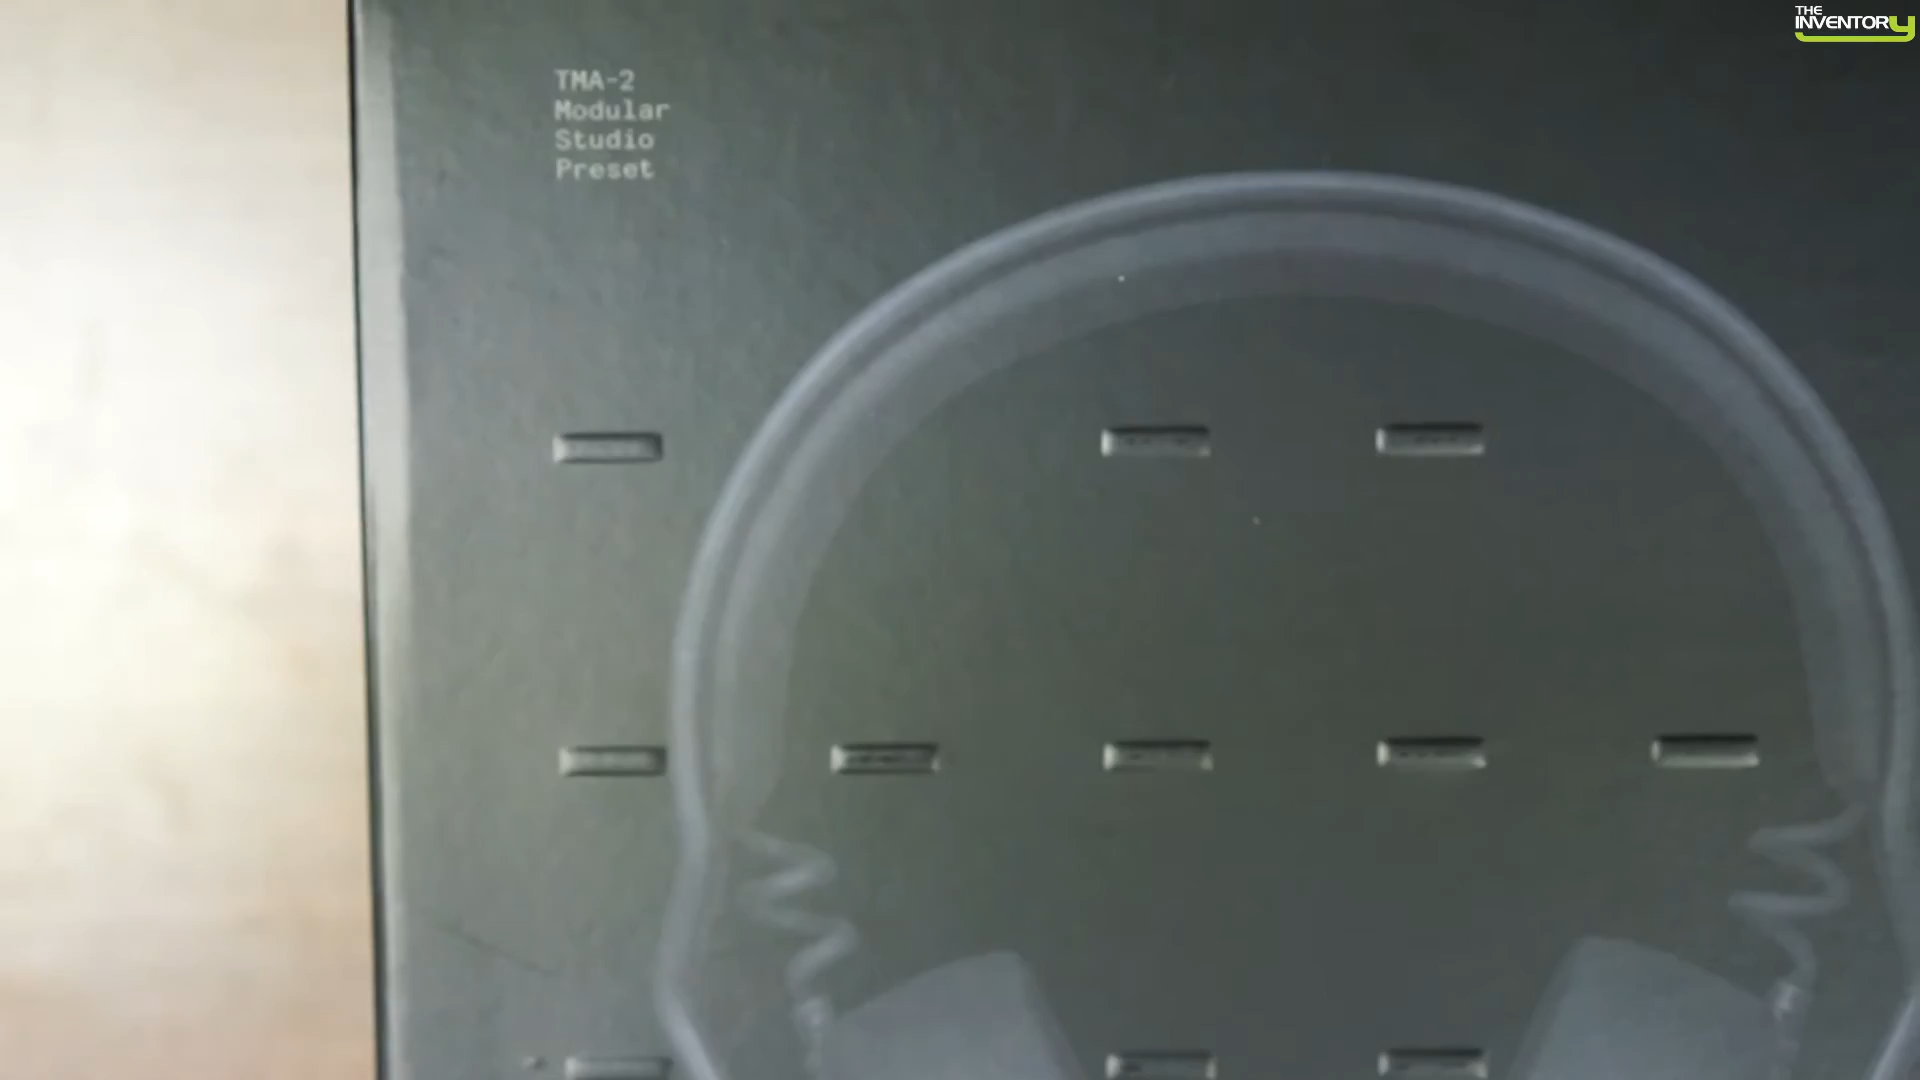 THE
INVENTORY
TMA-2
Modular
Studio
Preset